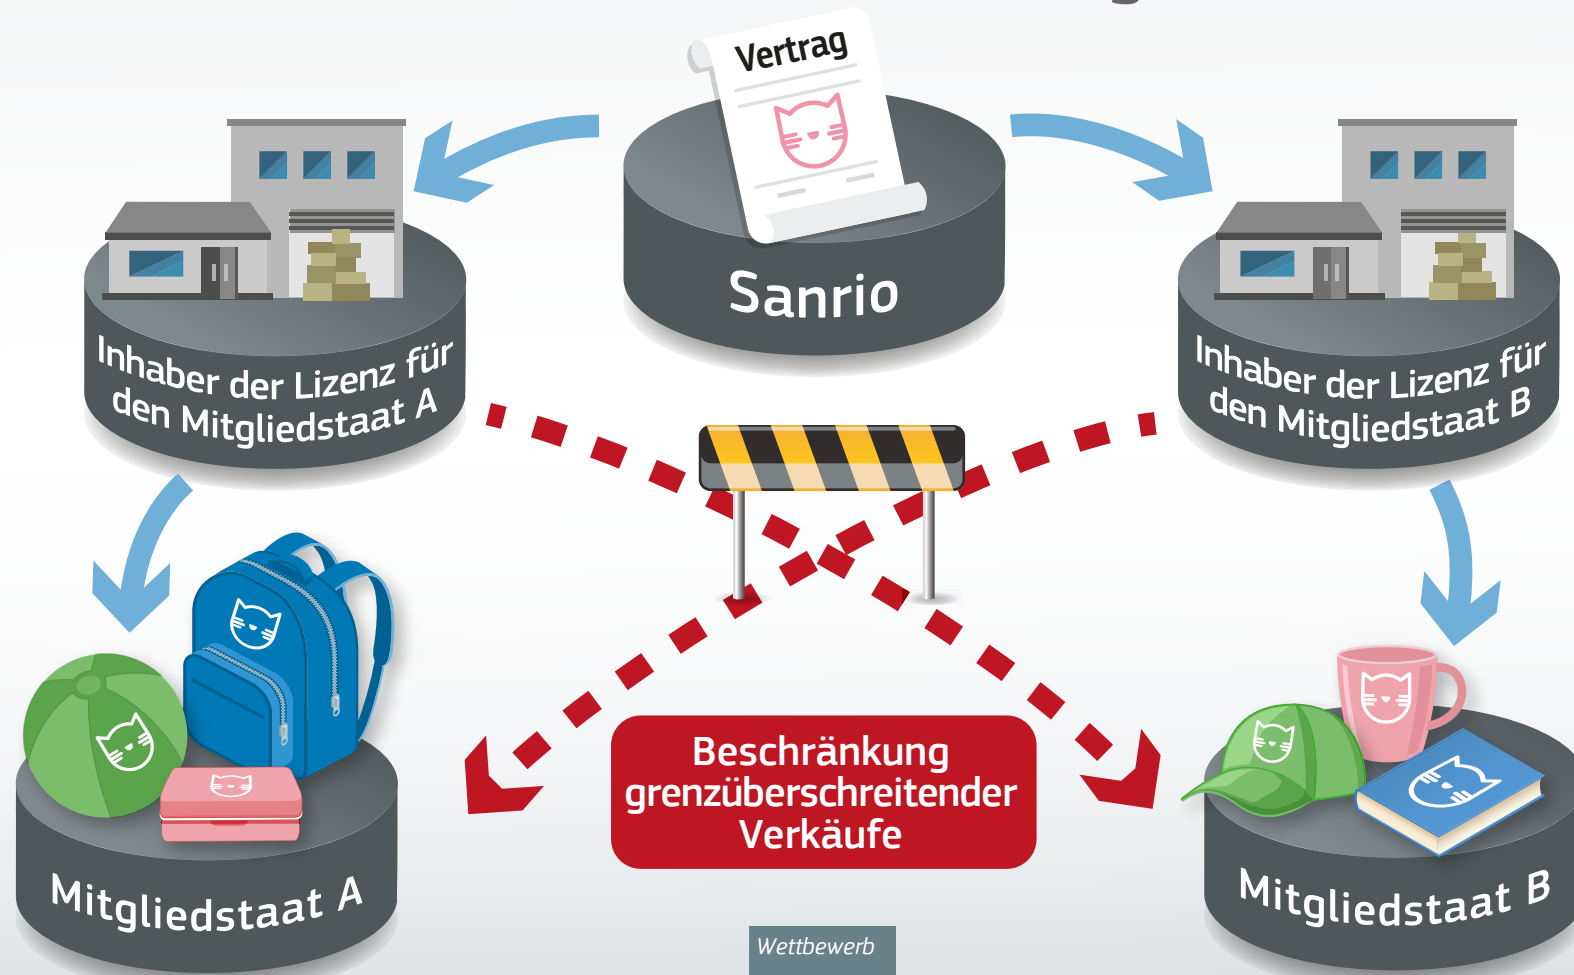 Vertrag
Sanrio
Inhaber der Lizenz für
den Mitgliedstaat A
Inhaber der Lizenz für
den Mitgliedstaat B
Beschränkung
grenzüberschreitender
Verkäufe
Mitgliedstaat A
Mitgliedstaat B
Wettbewerb